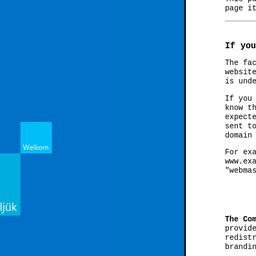 page it
If you
The fac
website
is unde
If you
know th
expecte
sent to
domain
For exa
www.exa
"webmas
The Com
provide
redistr
brandin
Welkom
ljük